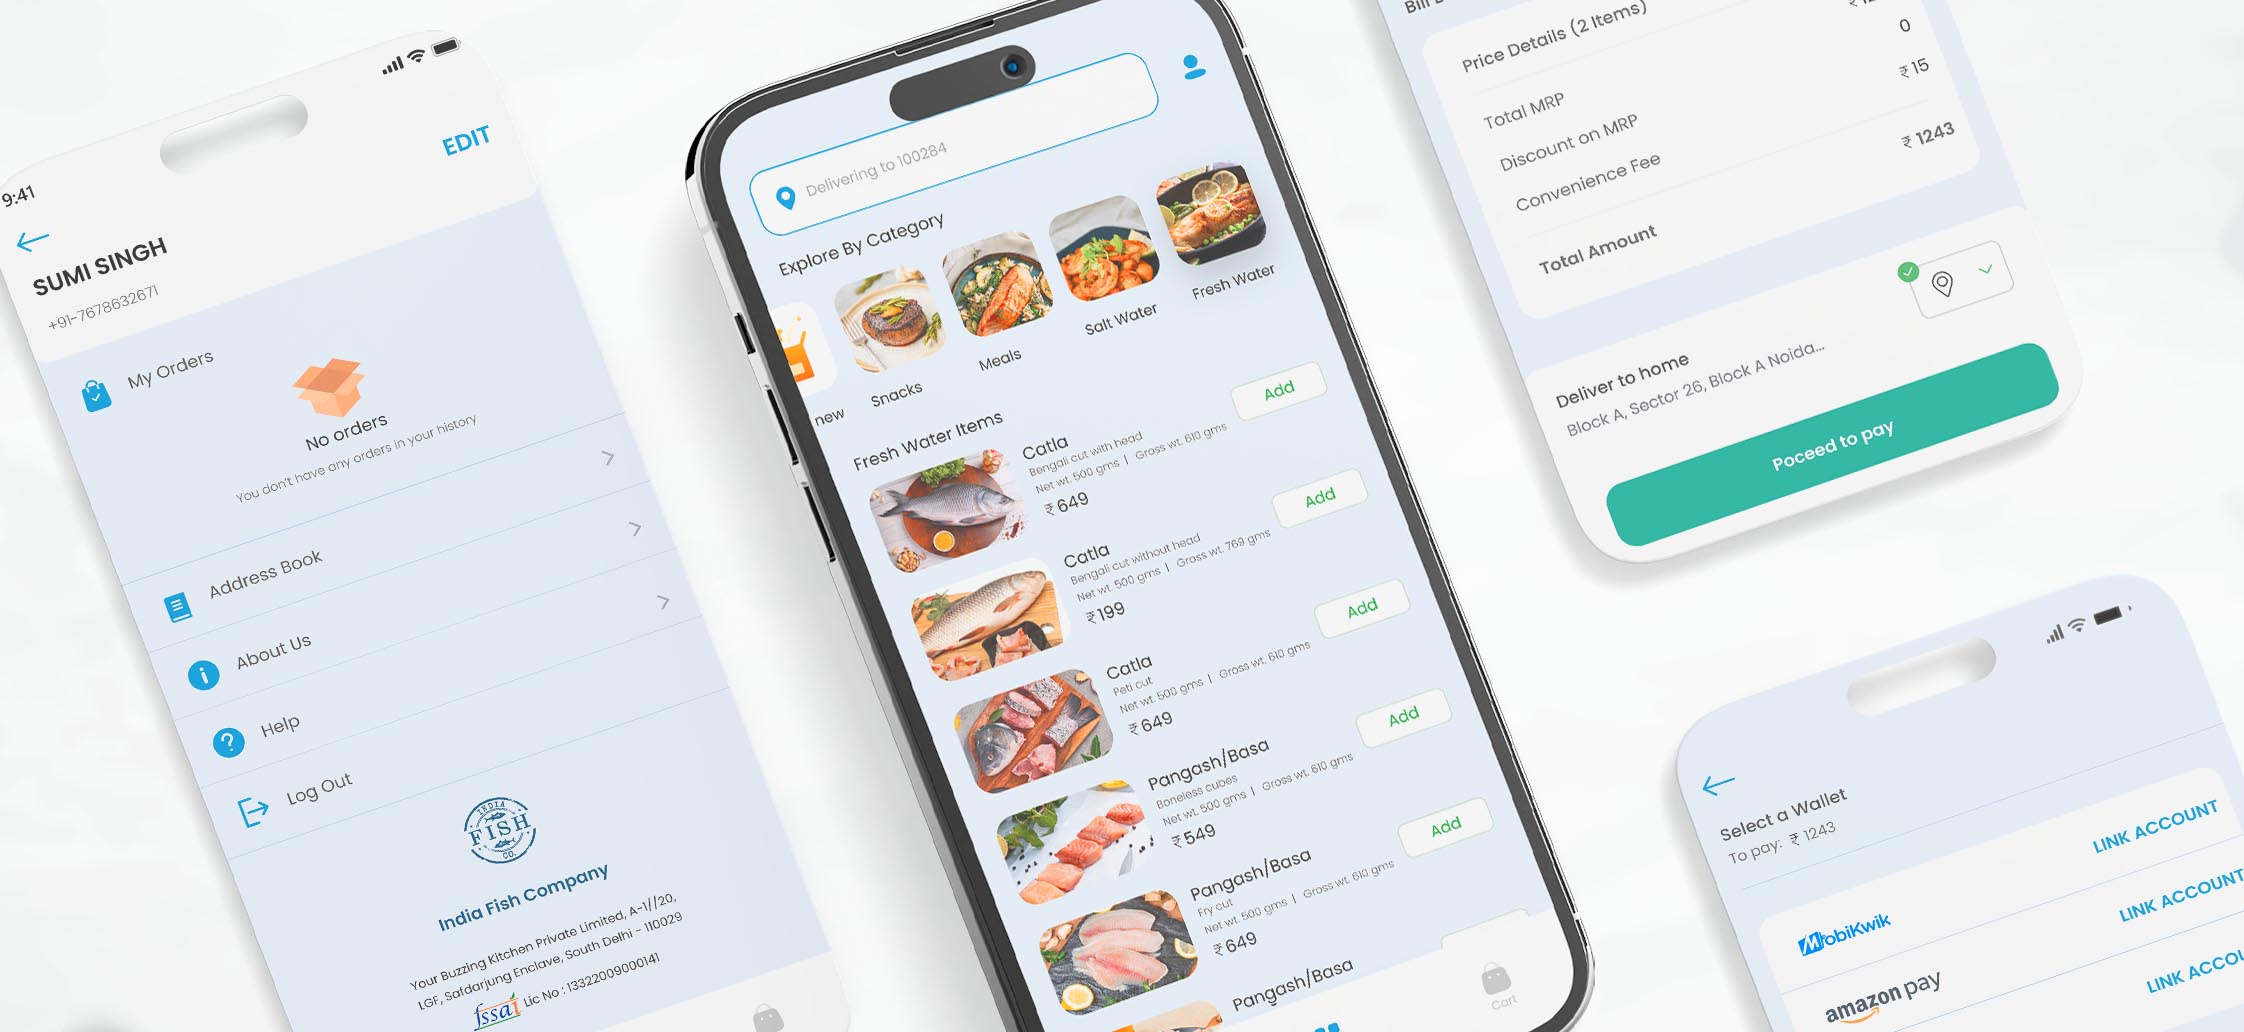 9:41
EDIT
SUMI SINGH
+91-7678632671
My Orders
No orders
You don't have any orders in your history
Address Book
About Us
Help
Log Out
INDIA
FISH
CO.
India Fish Company
Your Buzzing Kitchen Private Limited, A-1//20,
LGF, Safdarjung Enclave, South Delhi - 110029
fssai Lic No : 13322009000141
Delivering to 100284
Explore By Category
new
Snacks
Meals
Salt Water
Fresh Water
Fresh Water Items
Catla
Bengali cut with head
Net wt. 500 gms | Gross wt. 610 gms
₹649
Add
Catla
Bengali cut without head
Net wt. 500 gms | Gross wt. 769 gms
₹199
Add
Catla
Peti cut
Net wt. 500 gms | Gross wt. 610 gms
₹649
Add
Pangash/Basa
Boneless cubes
Net wt. 500 gms | Gross wt. 610 gms
₹549
Add
Pangash/Basa
Fry cut
Net wt. 500 gms | Gross wt. 610 gms
₹649
Add
Pangash/Basa
Cart
Price Details (2 Items)
Total MRP
0
Discount on MRP
₹15
Convenience Fee
Total Amount
₹1243
Deliver to home
Block A, Sector 26, Block A Noida...
Poceed to pay
Select a Wallet
To pay: ₹ 1243
MobiKwik
LINK ACCOUNT
amazon pay
LINK ACCOUNT
LINK ACCOU